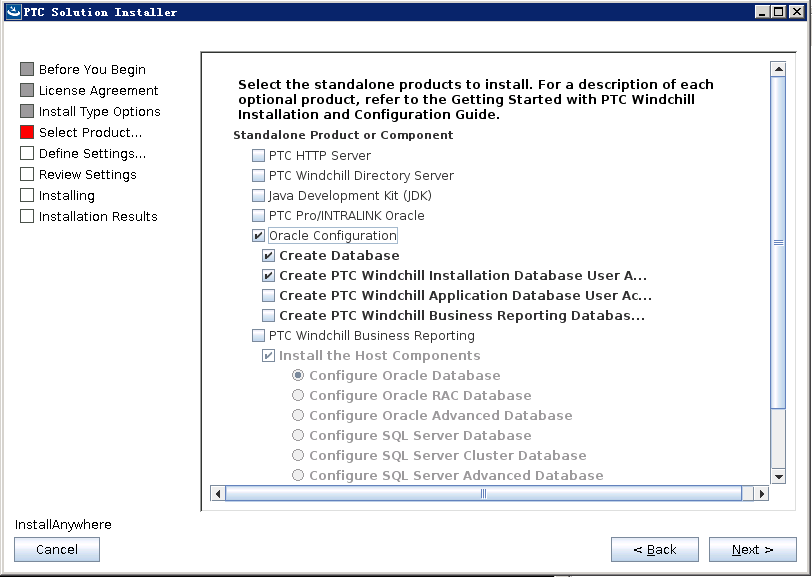 PTC Solution Installer
Before You Begin
License Agreement
Install Type Options
Select Product...
Define Settings...
Review Settings
Installing
Installation Results
Select the standalone products to install. For a description of each
optional product, refer to the Getting Started with PTC Windchill
Installation and Configuration Guide.
Standalone Product or Component
PTC HTTP Server
PTC Windchill Directory Server
Java Development Kit (JDK)
PTC Pro/INTRALINK Oracle
Oracle Configuration
Create Database
Create PTC Windchill Installation Database User A...
Create PTC Windchill Application Database User Ac...
Create PTC Windchill Business Reporting Databas...
PTC Windchill Business Reporting
Install the Host Components
Configure Oracle Database
Configure Oracle RAC Database
Configure Oracle Advanced Database
Configure SQL Server Database
Configure SQL Server Cluster Database
Configure SQL Server Advanced Database
InstallAnywhere
Cancel
< Back
Next >